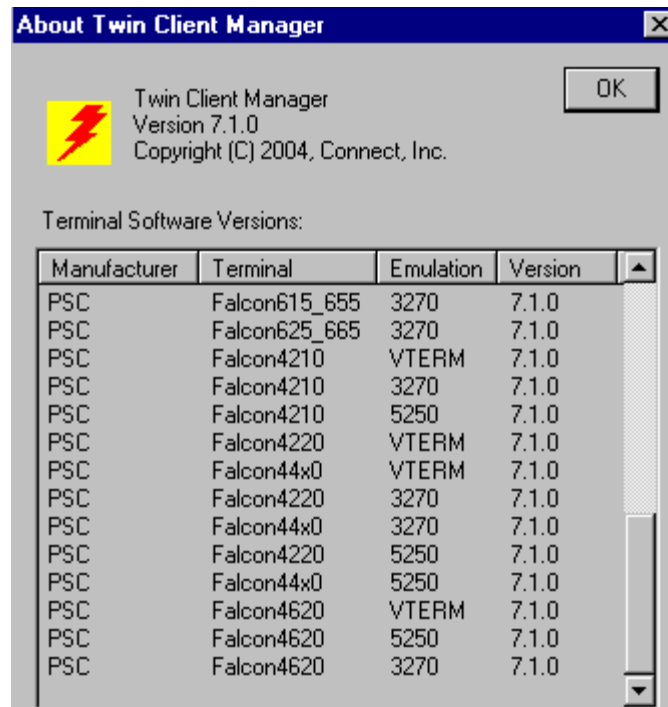 About Twin Client Manager
OK
Twin Client Manager
Version 7.1.0
Copyright (C) 2004, Connect, Inc.
Terminal Software Versions:
Manufacturer Terminal Emulation Version
PSC Falcon615_655 3270 7.1.0
PSC Falcon625_665 3270 7.1.0
PSC Falcon4210 VTERM 7.1.0
PSC Falcon4210 3270 7.1.0
PSC Falcon4210 5250 7.1.0
PSC Falcon4220 VTERM 7.1.0
PSC Falcon44x0 VTERM 7.1.0
PSC Falcon4220 3270 7.1.0
PSC Falcon44x0 3270 7.1.0
PSC Falcon4220 5250 7.1.0
PSC Falcon44x0 5250 7.1.0
PSC Falcon4620 VTERM 7.1.0
PSC Falcon4620 5250 7.1.0
PSC Falcon4620 3270 7.1.0